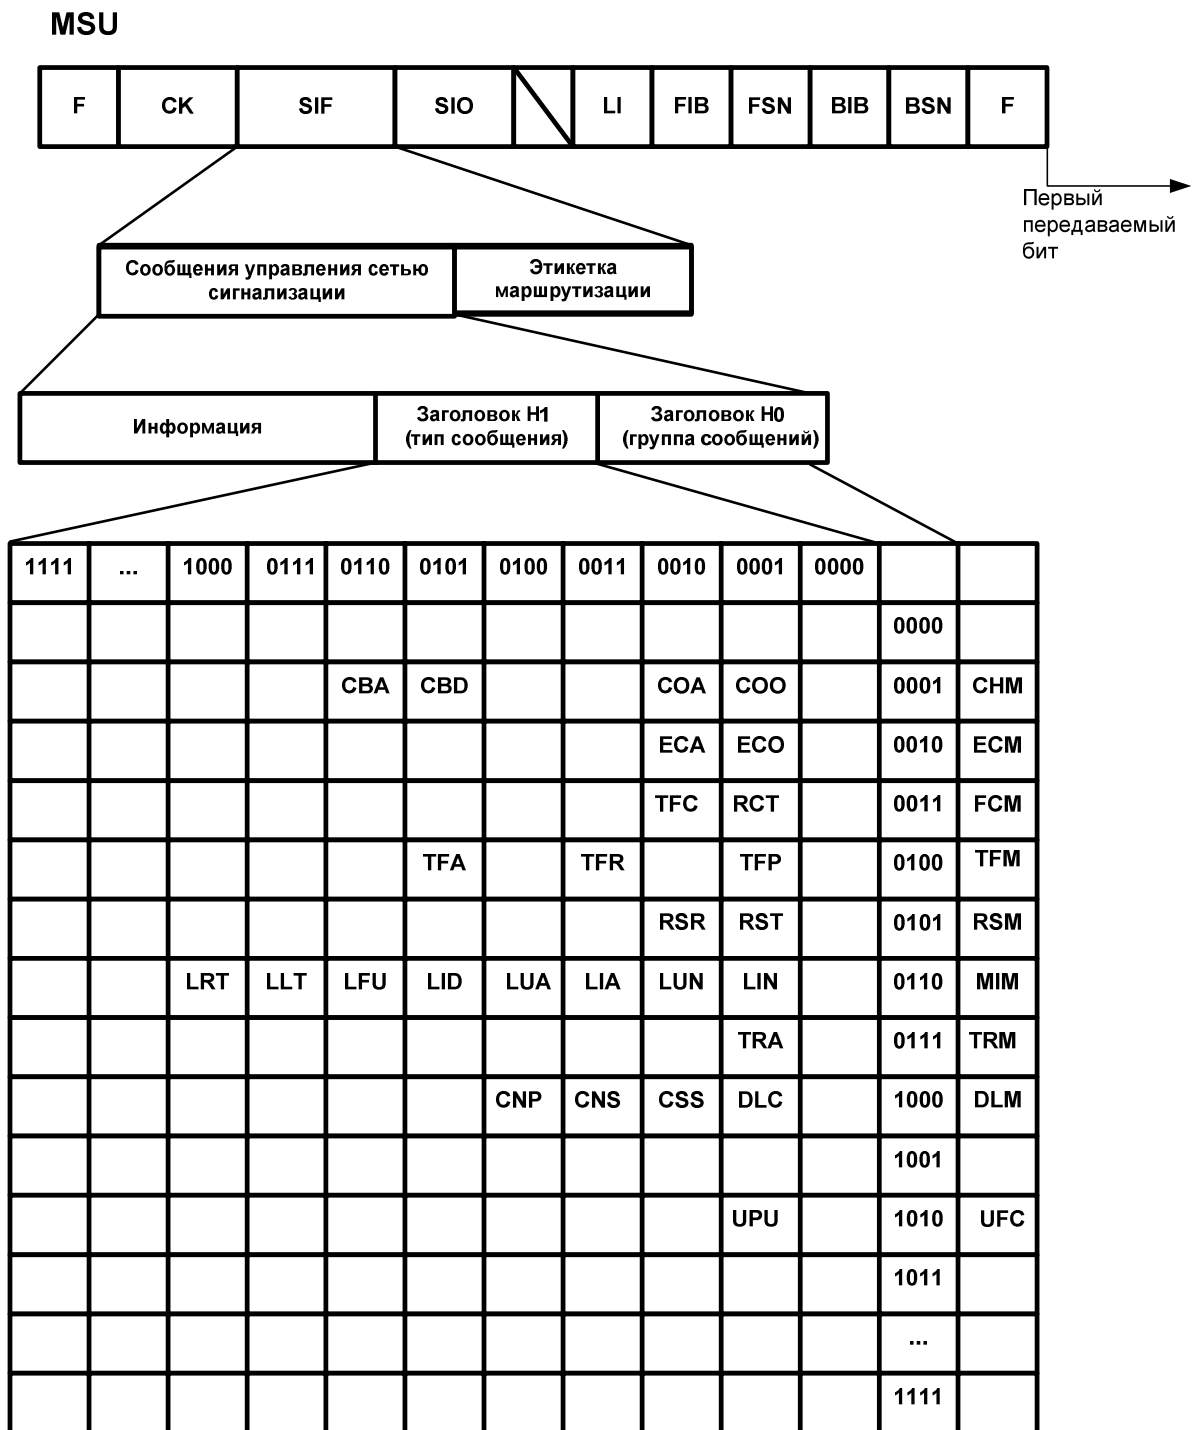 MSU
F CK SIF SIO LI FIB FSN BIB BSN F
Первый
передаваемый
бит
Сообщения управления сетью
сигнализации
Этикетка
маршрутизации
Информация
Заголовок H1
(тип сообщения)
Заголовок H0
(группа сообщений)
1111 ... 1000 0111 0110 0101 0100 0011 0010 0001 0000
0000
CBA CBD COA COO 0001 CHM
ECA ECO 0010 ECM
TFC RCT 0011 FCM
TFA TFR TFP 0100 TFM
RSR RST 0101 RSM
LRT LLT LFU LID LUA LIA LUN LIN 0110 MIM
TRA 0111 TRM
CNP CNS CSS DLC 1000 DLM
1001
UPU 1010 UFC
1011
...
1111